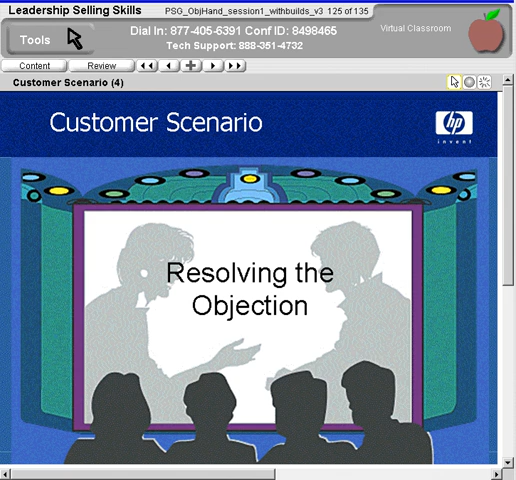 Leadership Selling Skills
PSG_ObjHand_session1_withbuilds_v3 125 of 135
Tools
Dial In: 877-405-6391 Conf ID: 8498465
Tech Support: 888-351-4732
Virtual Classroom
Content
Review
Customer Scenario (4)
Customer Scenario
hp
invent
Resolving the
Objection